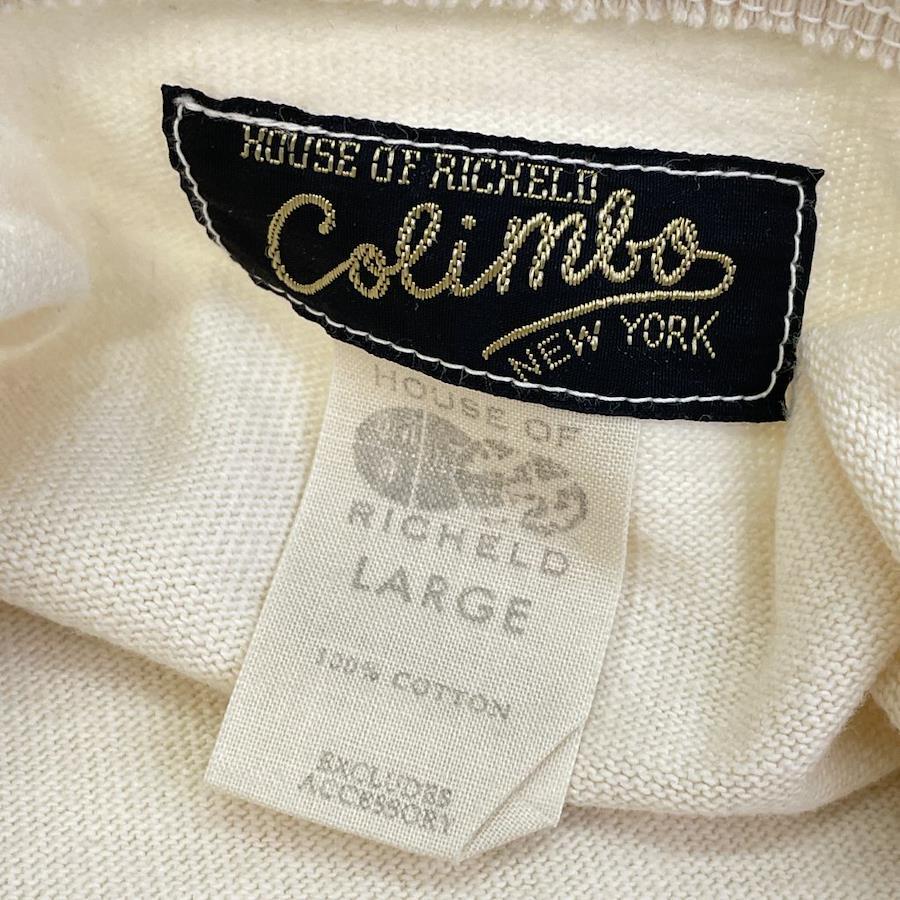 HOUSE OF RICHELD
Colimbo
NEW YORK
HOUSE OF
RICHELD
LARGE
100% COTTON
EXCLUDES
ACCESSORY